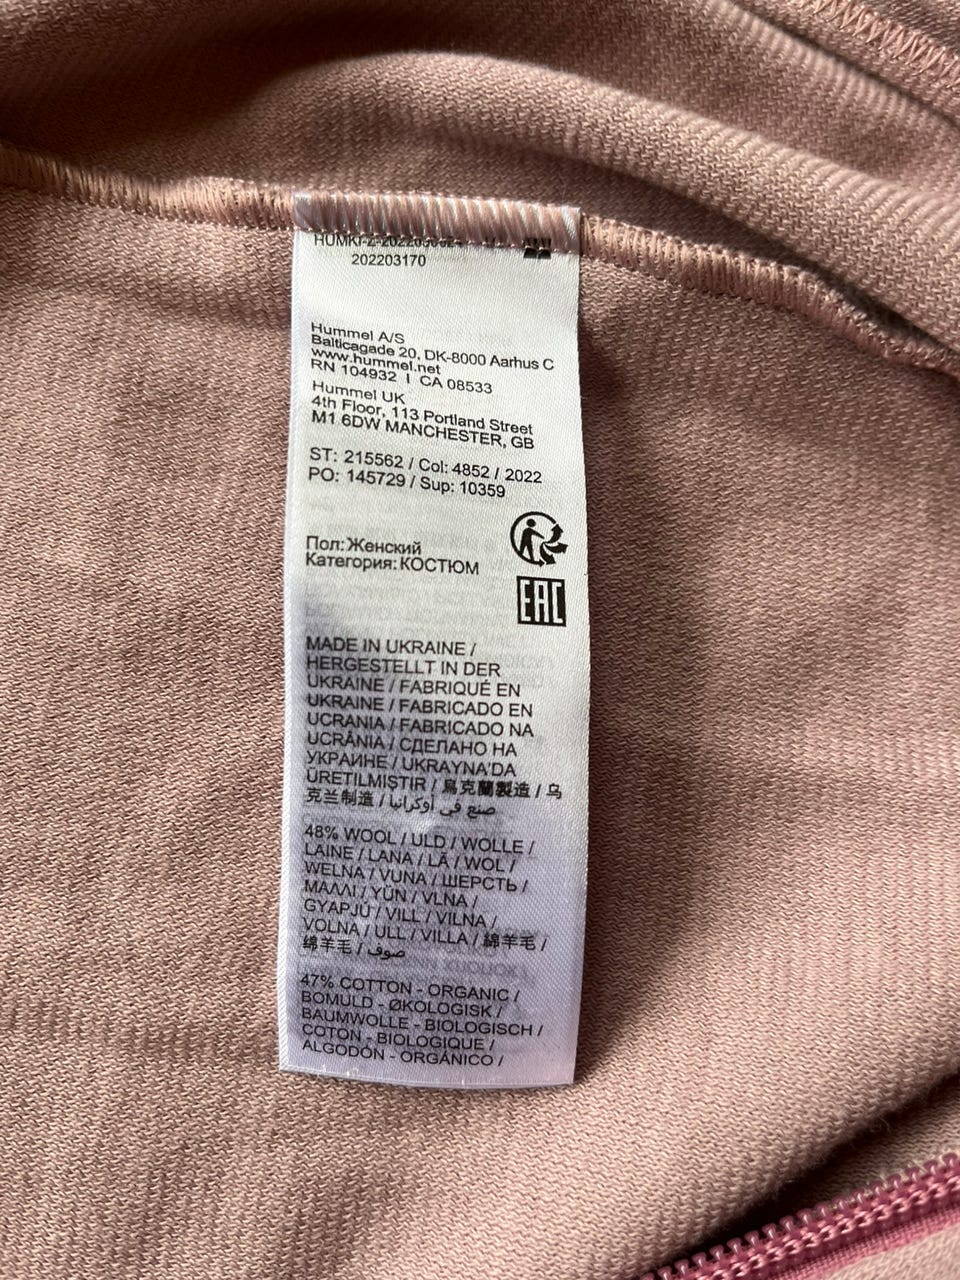 202203170
Hummel A/S
Balticagade 20, DK-8000 Aarhus C
www.hummel.net
RN 104932 I CA 08533
Hummel UK
4th Floor, 113 Portland Street
M1 6DW MANCHESTER, GB
ST: 215562 / Col: 4852 / 2022
PO: 145729 / Sup: 10359
Пол: Женский
Категория: КОСТЮМ
EAC
MADE IN UKRAINE /
HERGESTELLT IN DER
UKRAINE / FABRIQUÉ EN
UKRAINE / FABRICADO EN
UCRANIA / FABRICADO NA
UCRÂNIA / СДЕЛАНО НА
УКРАИНЕ / UKRAYNA'DA
ÜRETILMIŞTIR / 烏克蘭製造 / 乌
克兰制造 / صنع في أوكرانيا
48% WOOL / ULD / WOLLE /
LAINE / LANA / LÃ / WOL /
WELNA / VUNA / ШЕРСТЬ /
ΜΑΛΛΙ / YÜN / VLNA /
GYAPJÚ / VILL / VILNA /
VOLNA / ULL / VILLA / 綿羊毛 /
绵羊毛 / صوف
47% COTTON - ORGANIC /
BOMULD - ØKOLOGISK /
BAUMWOLLE - BIOLOGISCH /
COTON - BIOLOGIQUE /
ALGODÓN - ORGÁNICO /